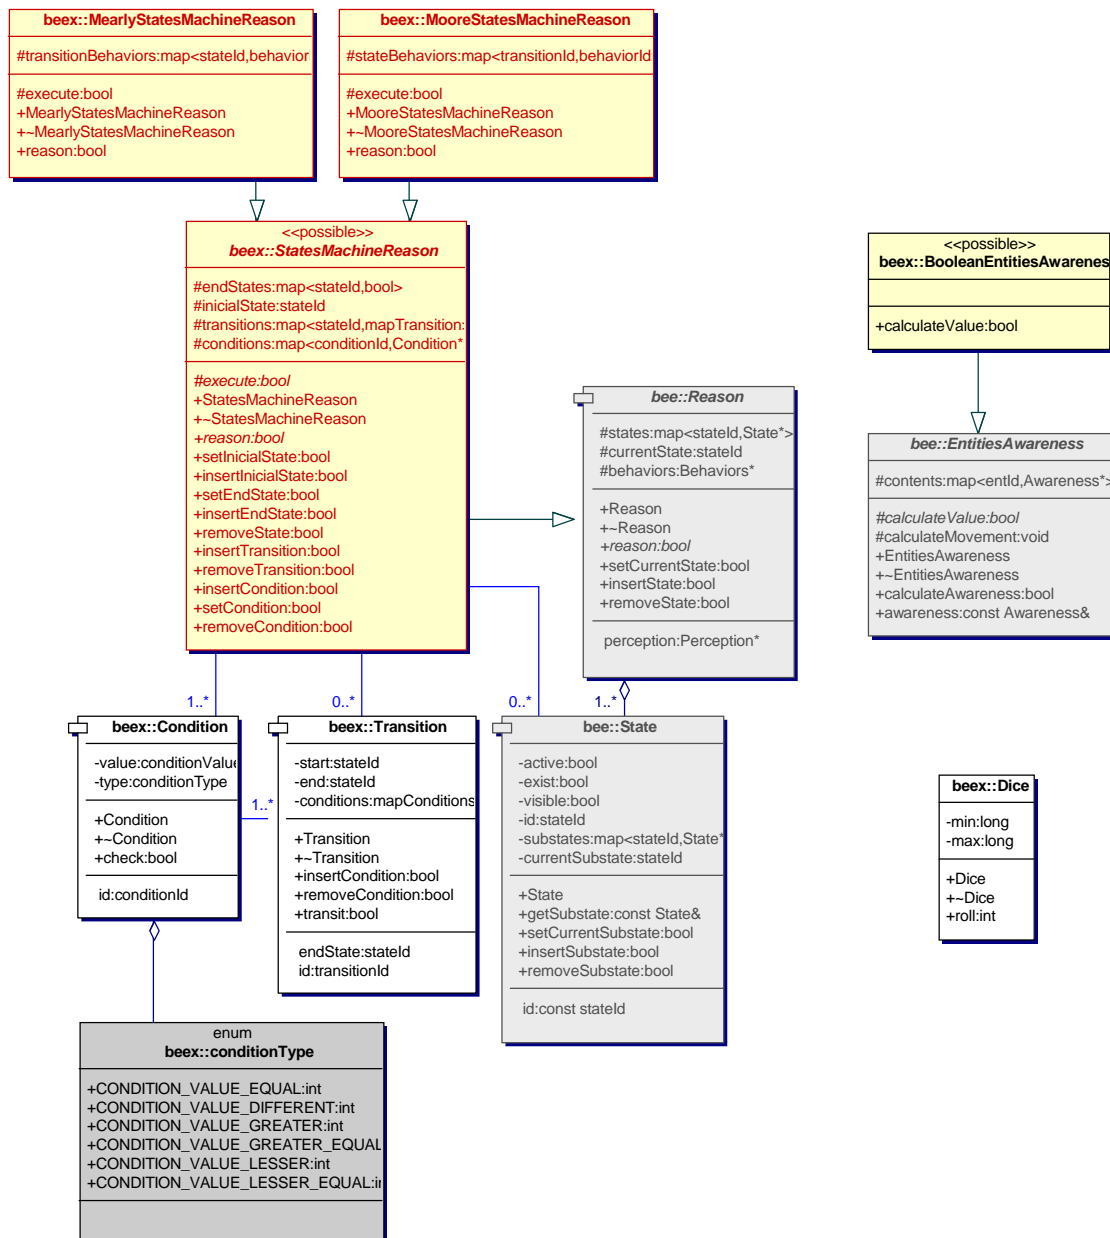 beex::MearlyStatesMachineReason
#transitionBehaviors:map<stateId,behavior
#execute:bool
+MearlyStatesMachineReason
+~MearlyStatesMachineReason
+reason:bool
beex::MooreStatesMachineReason
#stateBehaviors:map<transitionId,behaviorId
#execute:bool
+MooreStatesMachineReason
+~MooreStatesMachineReason
+reason:bool
<<possible>>
beex::StatesMachineReason
#endStates:map<stateId,bool>
#inicialState:stateId
#transitions:map<stateId,mapTransition:
#conditions:map<conditionId,Condition*
#execute:bool
+StatesMachineReason
+~StatesMachineReason
+reason:bool
+setInicialState:bool
+insertInicialState:bool
+setEndState:bool
+insertEndState:bool
+removeState:bool
+insertTransition:bool
+removeTransition:bool
+insertCondition:bool
+setCondition:bool
+removeCondition:bool
<<possible>>
beex::BooleanEntitiesAwarenes
+calculateValue:bool
bee::Reason
#states:map<stateId,State*>
#currentState:stateId
#behaviors:Behaviors*
+Reason
+~Reason
+reason:bool
+setCurrentState:bool
+insertState:bool
+removeState:bool
perception:Perception*
bee::EntitiesAwareness
#contents:map<entId,Awareness*>
#calculateValue:bool
#calculateMovement:void
+EntitiesAwareness
+~EntitiesAwareness
+calculateAwareness:bool
+awareness:const Awareness&
1..*
0..*
0..*
1..*
beex::Condition
-value:conditionValue
-type:conditionType
+Condition
+~Condition
+check:bool
id:conditionId
1..*
beex::Transition
-start:stateId
-end:stateId
-conditions:mapConditions
+Transition
+~Transition
+insertCondition:bool
+removeCondition:bool
+transit:bool
endState:stateId
id:transitionId
bee::State
-active:bool
-exist:bool
-visible:bool
-id:stateId
-substates:map<stateId,State*
-currentSubstate:stateId
+State
+getSubstate:const State&
+setCurrentSubstate:bool
+insertSubstate:bool
+removeSubstate:bool
id:const stateId
beex::Dice
-min:long
-max:long
+Dice
+~Dice
+roll:int
enum
beex::conditionType
+CONDITION_VALUE_EQUAL:int
+CONDITION_VALUE_DIFFERENT:int
+CONDITION_VALUE_GREATER:int
+CONDITION_VALUE_GREATER_EQUAL
+CONDITION_VALUE_LESSER:int
+CONDITION_VALUE_LESSER_EQUAL:i